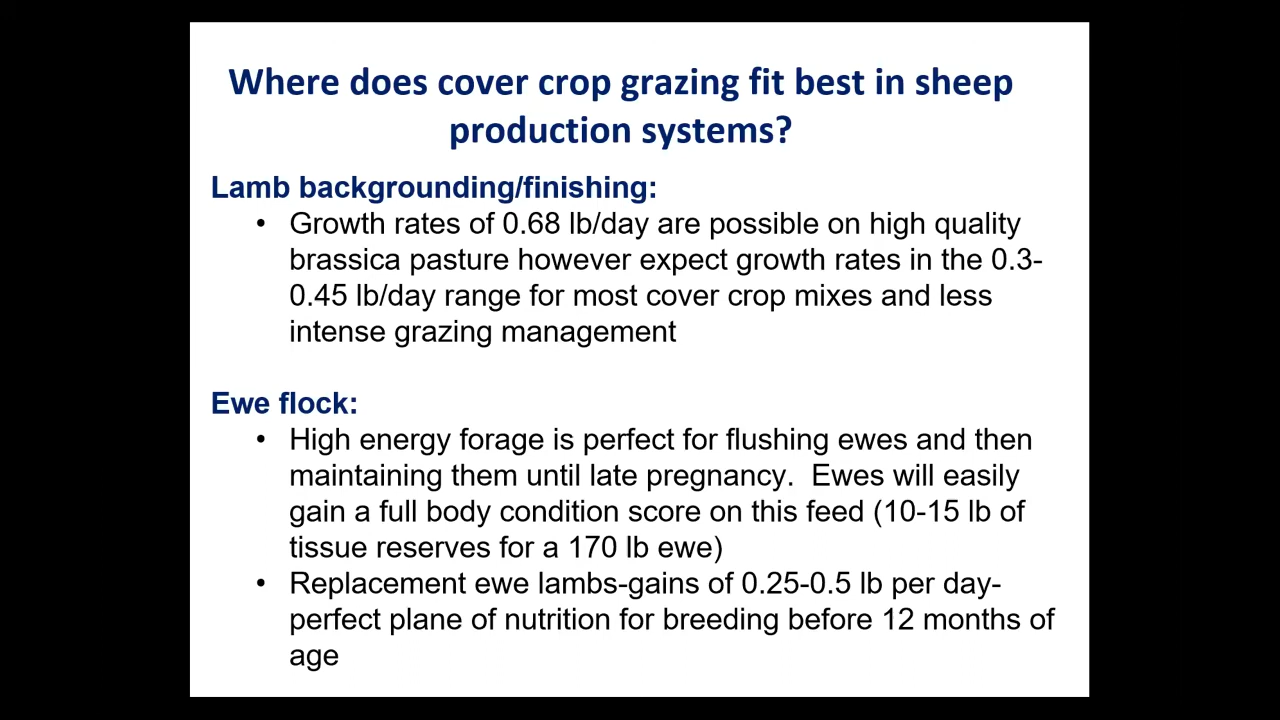 Where does cover crop grazing fit best in sheep
production systems?
Lamb backgrounding/finishing:
• Growth rates of 0.68 lb/day are possible on high quality
brassica pasture however expect growth rates in the 0.3-
0.45 lb/day range for most cover crop mixes and less
intense grazing management
Ewe flock:
• High energy forage is perfect for flushing ewes and then
maintaining them until late pregnancy.  Ewes will easily
gain a full body condition score on this feed (10-15 lb of
tissue reserves for a 170 lb ewe)
• Replacement ewe lambs-gains of 0.25-0.5 lb per day-
perfect plane of nutrition for breeding before 12 months of
age